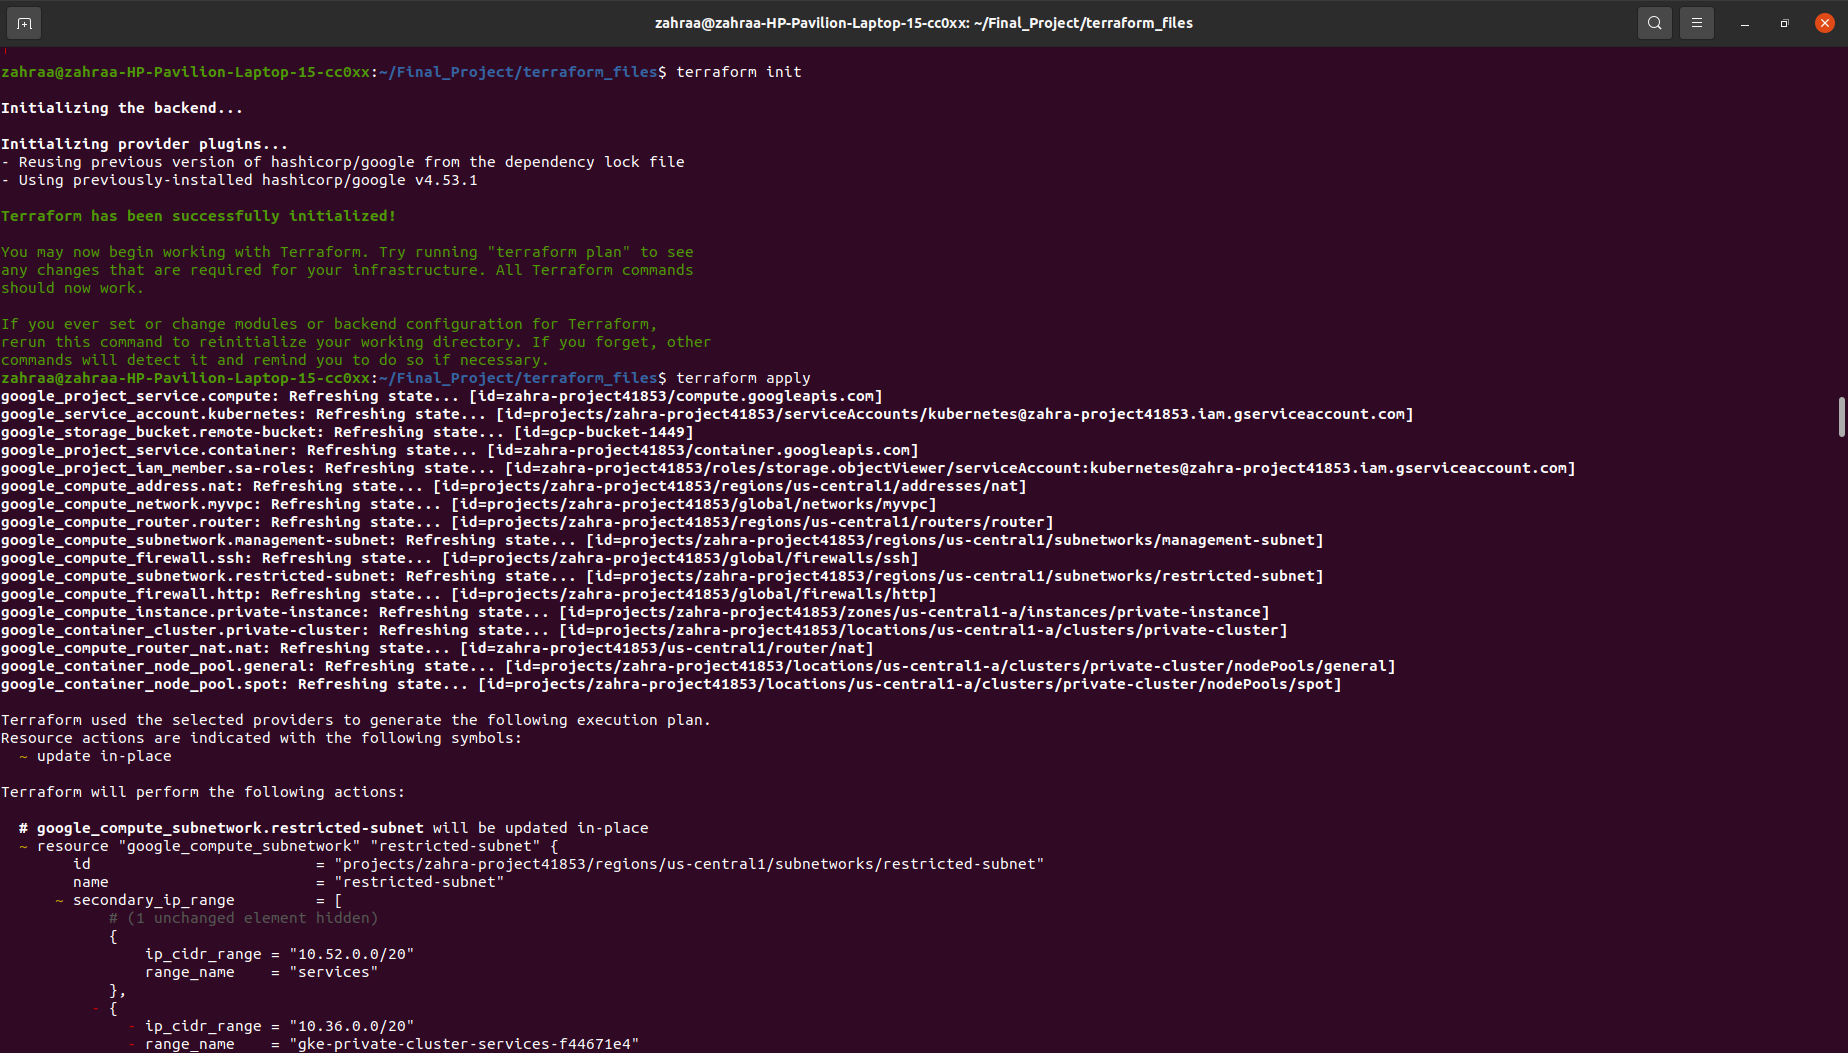 zahraa@zahraa-HP-Pavilion-Laptop-15-cc0xx: ~/Final_Project/terraform_files
zahraa@zahraa-HP-Pavilion-Laptop-15-cc0xx:~/Final_Project/terraform_files$ terraform init
Initializing the backend...
Initializing provider plugins...
- Reusing previous version of hashicorp/google from the dependency lock file
- Using previously-installed hashicorp/google v4.53.1
Terraform has been successfully initialized!
You may now begin working with Terraform. Try running "terraform plan" to see
any changes that are required for your infrastructure. All Terraform commands
should now work.
If you ever set or change modules or backend configuration for Terraform,
rerun this command to reinitialize your working directory. If you forget, other
commands will detect it and remind you to do so if necessary.
zahraa@zahraa-HP-Pavilion-Laptop-15-cc0xx:~/Final_Project/terraform_files$ terraform apply
google_project_service.compute: Refreshing state... [id=zahra-project41853/compute.googleapis.com]
google_service_account.kubernetes: Refreshing state... [id=projects/zahra-project41853/serviceAccounts/kubernetes@zahra-project41853.iam.gserviceaccount.com]
google_storage_bucket.remote-bucket: Refreshing state... [id=gcp-bucket-1449]
google_project_service.container: Refreshing state... [id=zahra-project41853/container.googleapis.com]
google_project_iam_member.sa-roles: Refreshing state... [id=zahra-project41853/roles/storage.objectViewer/serviceAccount:kubernetes@zahra-project41853.iam.gserviceaccount.com]
google_compute_address.nat: Refreshing state... [id=projects/zahra-project41853/regions/us-central1/addresses/nat]
google_compute_network.myvpc: Refreshing state... [id=projects/zahra-project41853/global/networks/myvpc]
google_compute_router.router: Refreshing state... [id=projects/zahra-project41853/regions/us-central1/routers/router]
google_compute_subnetwork.management-subnet: Refreshing state... [id=projects/zahra-project41853/regions/us-central1/subnetworks/management-subnet]
google_compute_firewall.ssh: Refreshing state... [id=projects/zahra-project41853/global/firewalls/ssh]
google_compute_subnetwork.restricted-subnet: Refreshing state... [id=projects/zahra-project41853/regions/us-central1/subnetworks/restricted-subnet]
google_compute_firewall.http: Refreshing state... [id=projects/zahra-project41853/global/firewalls/http]
google_compute_instance.private-instance: Refreshing state... [id=projects/zahra-project41853/zones/us-central1-a/instances/private-instance]
google_container_cluster.private-cluster: Refreshing state... [id=projects/zahra-project41853/locations/us-central1-a/clusters/private-cluster]
google_compute_router_nat.nat: Refreshing state... [id=zahra-project41853/us-central1/router/nat]
google_container_node_pool.general: Refreshing state... [id=projects/zahra-project41853/locations/us-central1-a/clusters/private-cluster/nodePools/general]
google_container_node_pool.spot: Refreshing state... [id=projects/zahra-project41853/locations/us-central1-a/clusters/private-cluster/nodePools/spot]
Terraform used the selected providers to generate the following execution plan.
Resource actions are indicated with the following symbols:
  ~ update in-place
Terraform will perform the following actions:
  # google_compute_subnetwork.restricted-subnet will be updated in-place
  ~ resource "google_compute_subnetwork" "restricted-subnet" {
        id                         = "projects/zahra-project41853/regions/us-central1/subnetworks/restricted-subnet"
        name                       = "restricted-subnet"
      ~ secondary_ip_range         = [
            # (1 unchanged element hidden)
            {
                ip_cidr_range = "10.52.0.0/20"
                range_name    = "services"
            },
          - {
              - ip_cidr_range = "10.36.0.0/20"
              - range_name    = "gke-private-cluster-services-f44671e4"